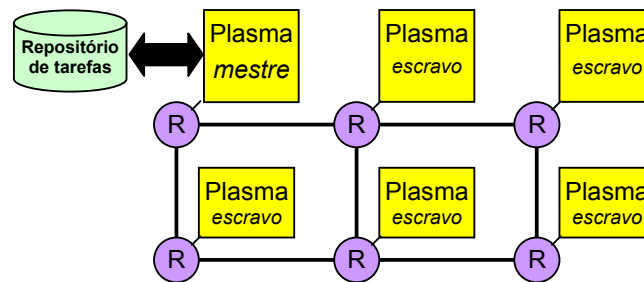 Repositório
de tarefas
Plasma
mestre
Plasma
escravo
Plasma
escravo
R
R
R
Plasma
escravo
Plasma
escravo
Plasma
escravo
R
R
R